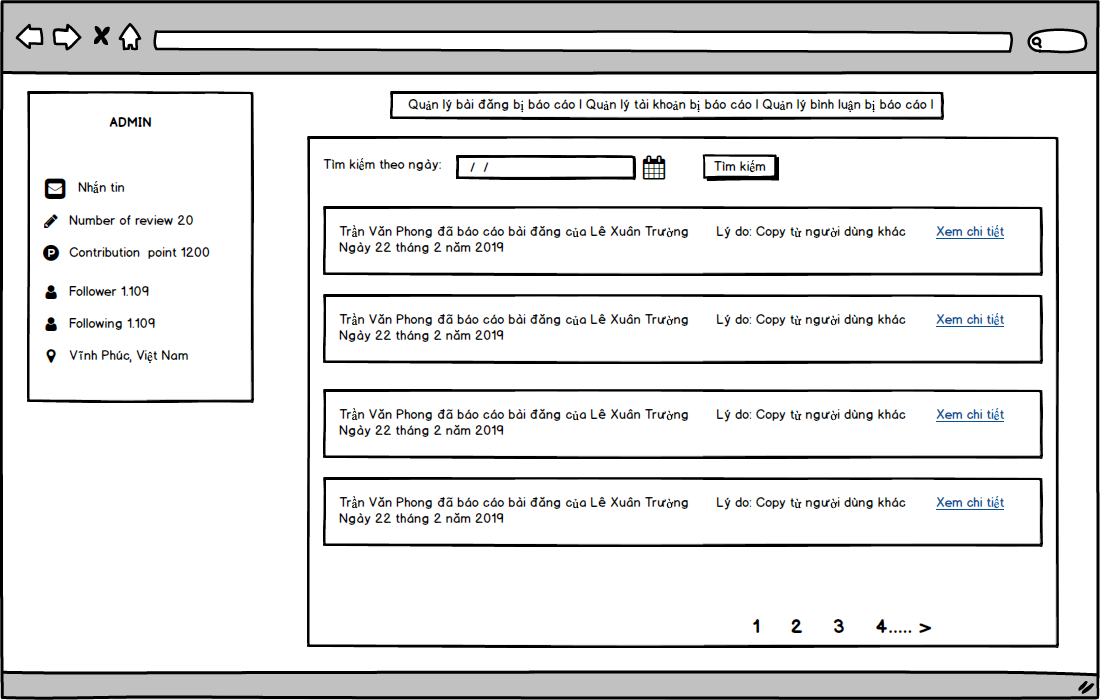 ADMIN
Nhắn tin
Number of review 20
Contribution point 1200
Follower 1.109
Following 1.109
Vĩnh Phúc, Việt Nam
Quản lý bài đăng bị báo cáo | Quản lý tài khoản bị báo cáo | Quản lý bình luận bị báo cáo |
Tìm kiếm theo ngày: / / Tìm kiếm
Trần Văn Phong đã báo cáo bài đăng của Lê Xuân Trường Lý do: Copy từ người dùng khác Xem chi tiết
Ngày 22 tháng 2 năm 2019
Trần Văn Phong đã báo cáo bài đăng của Lê Xuân Trường Lý do: Copy từ người dùng khác Xem chi tiết
Ngày 22 tháng 2 năm 2019
Trần Văn Phong đã báo cáo bài đăng của Lê Xuân Trường Lý do: Copy từ người dùng khác Xem chi tiết
Ngày 22 tháng 2 năm 2019
Trần Văn Phong đã báo cáo bài đăng của Lê Xuân Trường Lý do: Copy từ người dùng khác Xem chi tiết
Ngày 22 tháng 2 năm 2019
1 2 3 4..... >